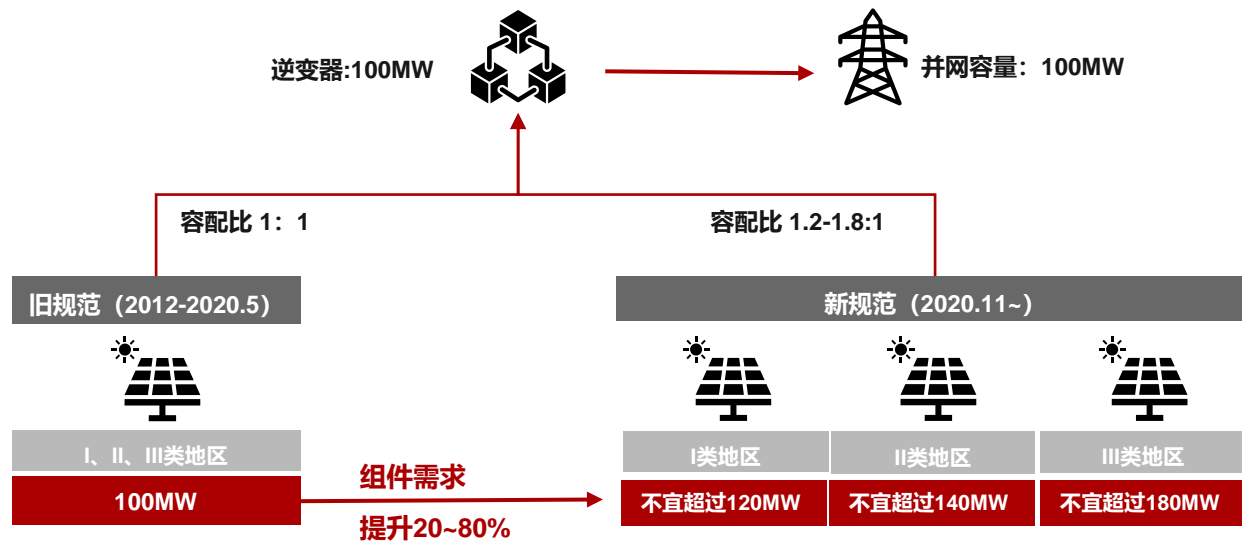 逆变器:100MW
并网容量：100MW
容配比 1：1
容配比 1.2-1.8:1
旧规范（2012-2020.5）
新规范（2020.11~）
I、II、III类地区
I类地区
II类地区
III类地区
100MW
组件需求
提升20~80%
不宜超过120MW
不宜超过140MW
不宜超过180MW